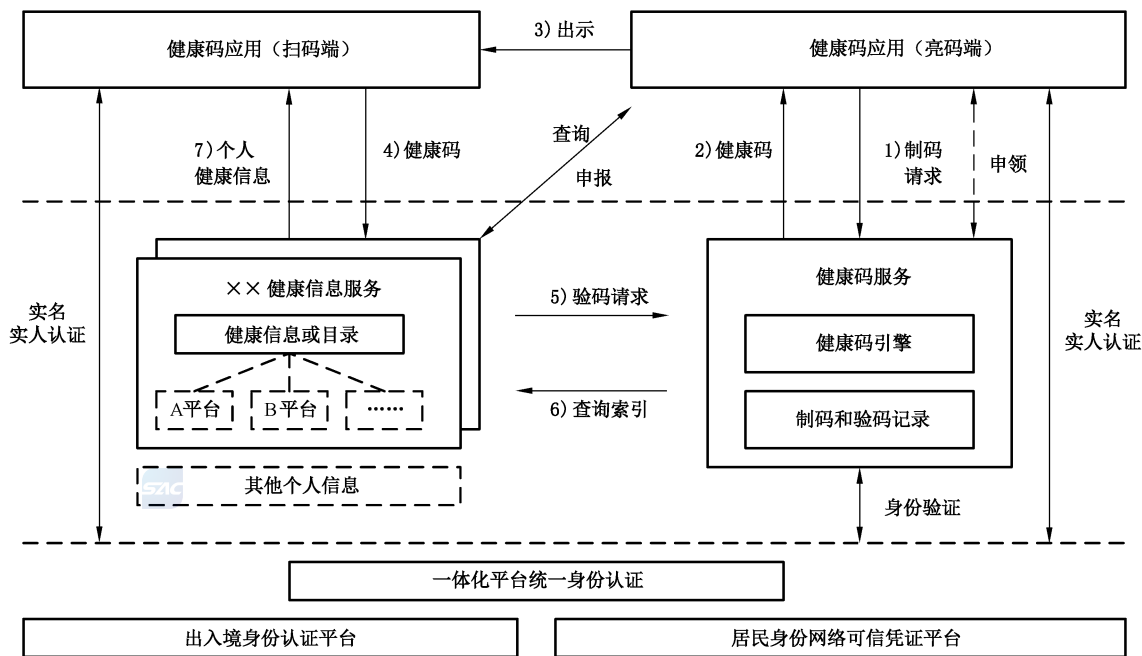 健康码应用(扫码端)
3)出示
健康码应用(亮码端)
7)个人
健康信息
4)健康码
查询
申报
2)健康码
1)制码
请求
申领
实名
实人认证
××健康信息服务
健康信息或目录
A平台
B平台
……
其他个人信息
SAC
5)验码请求
6)查询索引
健康码服务
健康码引擎
制码和验码记录
身份验证
实名
实人认证
一体化平台统一身份认证
出入境身份认证平台
居民身份网络可信凭证平台